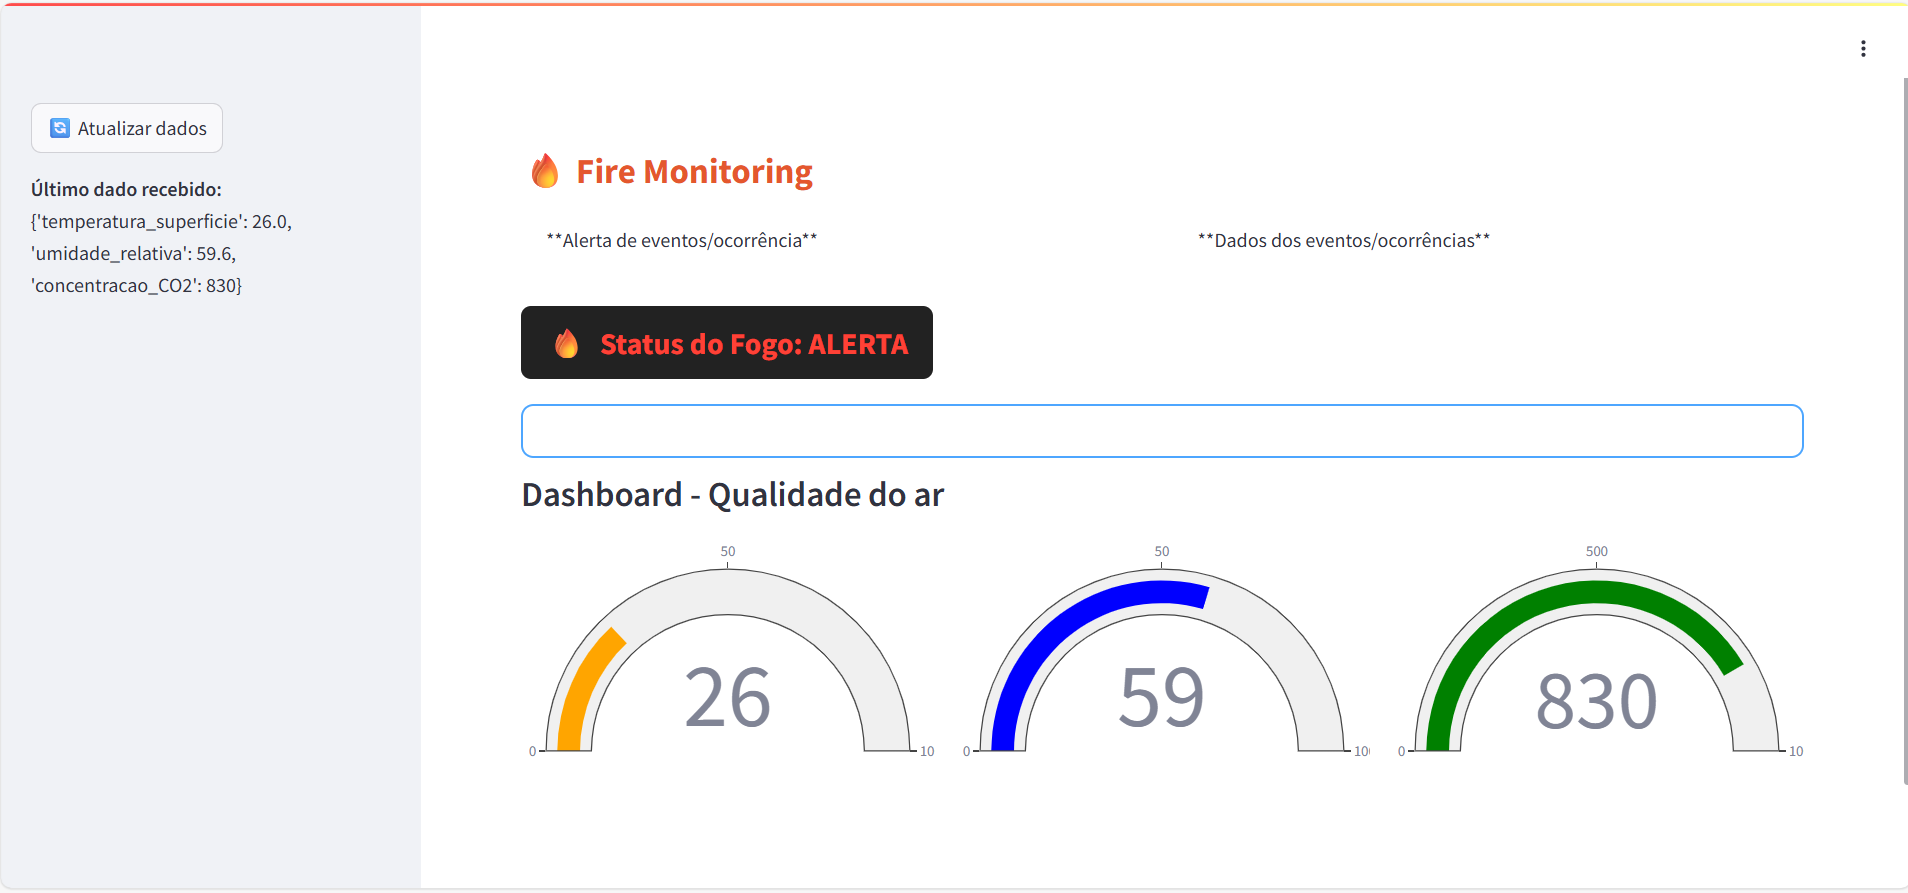 Atualizar dados
Último dado recebido:
{'temperatura_superficie': 26.0,
'umidade_relativa': 59.6,
'concentracao_CO2': 830}
Fire Monitoring
**Alerta de eventos/ocorrência**
**Dados dos eventos/ocorrências**
Status do Fogo: ALERTA
Dashboard - Qualidade do ar
50
26
0
10
50
59
0
10
500
830
0
10